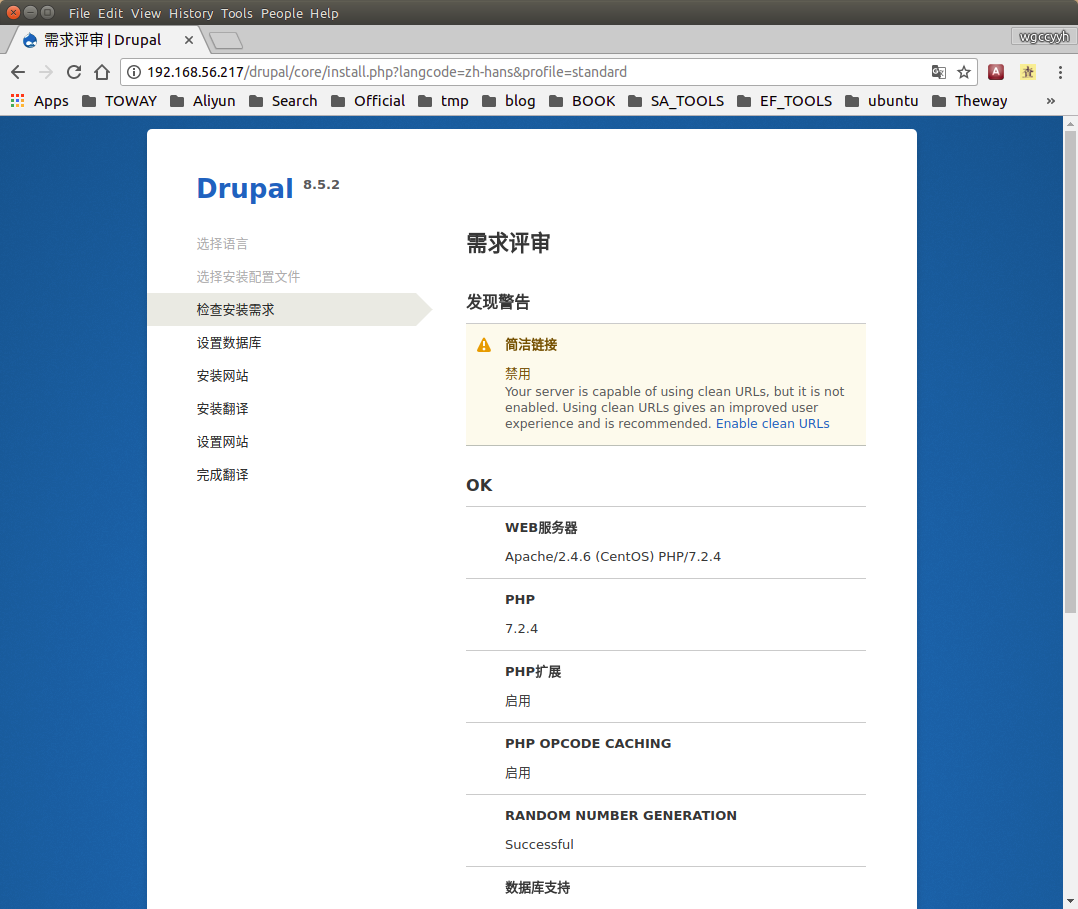 File Edit View History Tools People Help
需求评审 | Drupal
wgccyyh
192.168.56.217/drupal/core/install.php?langcode=zh-hans&profile=standard
Apps TOWAY Aliyun Search Official tmp blog BOOK SA_TOOLS EF_TOOLS ubuntu Theway »
Drupal 8.5.2
选择语言
选择安装配置文件
检查安装需求
设置数据库
安装网站
安装翻译
设置网站
完成翻译
需求评审
发现警告
简洁链接
禁用
Your server is capable of using clean URLs, but it is not
enabled. Using clean URLs gives an improved user
experience and is recommended. Enable clean URLs
OK
WEB服务器
Apache/2.4.6 (CentOS) PHP/7.2.4
PHP
7.2.4
PHP扩展
启用
PHP OPCODE CACHING
启用
RANDOM NUMBER GENERATION
Successful
数据库支持